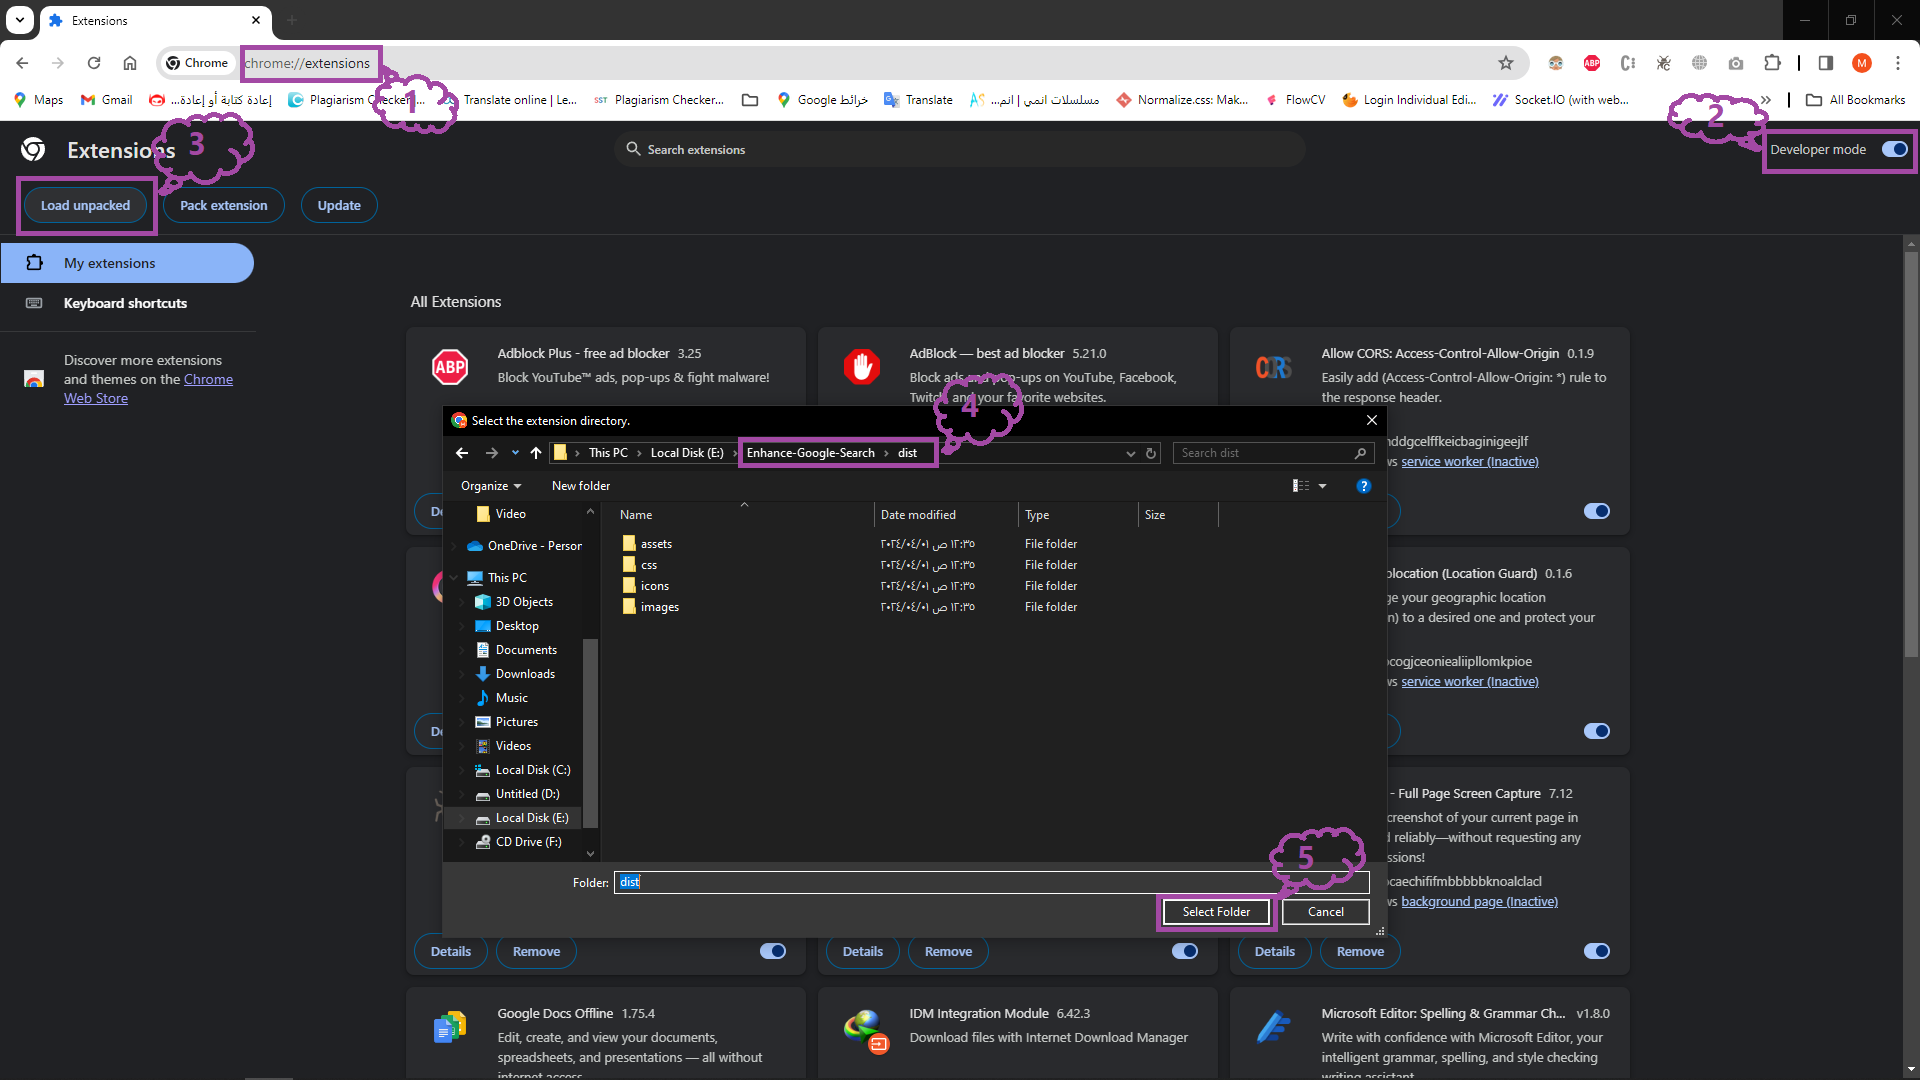 Extensions
Chrome
chrome://extensions
Maps
Gmail
إعادة كتابة أو إعادة...
Plagiarism Checker...
Translate online | Le...
SST Plagiarism Checker...
خرائط Google
Translate
مسلسلات انمي | انم...
Normalize.css: Mak...
FlowCV
Login Individual Edi...
Socket.IO (with web...
All Bookmarks
1
2
3
Extensions
Search extensions
Developer mode
Load unpacked
Pack extension
Update
My extensions
Keyboard shortcuts
Discover more extensions
and themes on the Chrome
Web Store
All Extensions
ABP
Adblock Plus - free ad blocker 3.25
Block YouTube™ ads, pop-ups & fight malware!
AdBlock — best ad blocker 5.21.0
Block ads and pop-ups on YouTube, Facebook,
Twitch and your favorite websites.
CORS
Allow CORS: Access-Control-Allow-Origin 0.1.9
Easily add (Access-Control-Allow-Origin: *) rule to
the response header.
nddgcelffkeicbaginigeejlf
ws service worker (Inactive)
4
Select the extension directory.
This PC
Local Disk (E:)
Enhance-Google-Search
dist
Search dist
Organize
New folder
Name
Date modified
Type
Size
assets
١٢:٣٥ ص ٢٠٢٤/٠٤/٠١
File folder
css
١٢:٣٥ ص ٢٠٢٤/٠٤/٠١
File folder
icons
١٢:٣٥ ص ٢٠٢٤/٠٤/٠١
File folder
images
١٢:٣٥ ص ٢٠٢٤/٠٤/٠١
File folder
Video
OneDrive - Person
This PC
3D Objects
Desktop
Documents
Downloads
Music
Pictures
Videos
Local Disk (C:)
Untitled (D:)
Local Disk (E:)
CD Drive (F:)
Folder:
dist
5
Select Folder
Cancel
olocation (Location Guard) 0.1.6
ge your geographic location
n) to a desired one and protect your
ocogjceoniealiipllomkpioe
ws service worker (Inactive)
- Full Page Screen Capture 7.12
creenshot of your current page in
d reliably—without requesting any
ssions!
ocaechififmbbbbbknoalclacl
ws background page (Inactive)
Details
Remove
Details
Remove
Details
Remove
Google Docs Offline 1.75.4
Edit, create, and view your documents,
spreadsheets, and presentations — all without
internet access.
IDM Integration Module 6.42.3
Download files with Internet Download Manager
Microsoft Editor: Spelling & Grammar Ch... v1.8.0
Write with confidence with Microsoft Editor, your
intelligent grammar, spelling, and style checking
writing assistant.